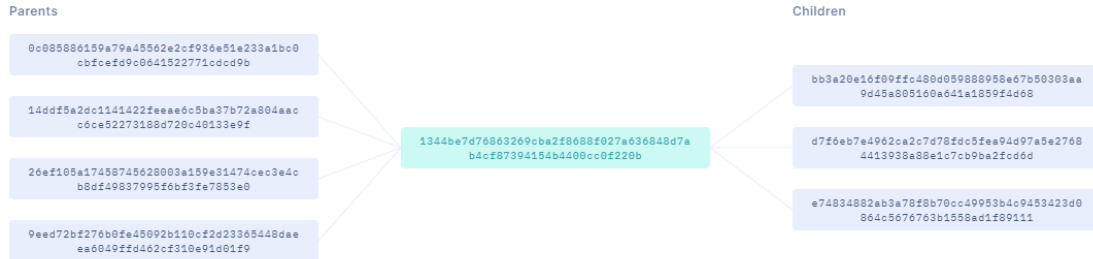 Parents
0c085886159a79a45562e2cf936e51e233a1bc0
cbfcefd9c0641522771cdcd9b
14ddf5a2dc1141422feeae6c5ba37b72a804aac
c6ce52273188d720c40133e9f
26ef105a17458745628003a159e31474cec3e4c
b8df49837995f6bf3fe7853e0
9eed72bf276b0fe45092b110cf2d23365448dae
ea6049ffd462cf310e91d01f9
1344be7d76863269cba2f8688f027a636848d7a
b4cf87394154b4400cc0f220b
Children
bb3a20e16f09ffc480d059888958e67b50303aa
9d45a805160a641a1859f4d68
d7f6eb7e4962ca2c7d78fdc5fea94d97a5e2768
4413938a88e1c7cb9ba2fcd6d
e74834882ab3a78f8b70cc49953b4c9453423d0
864c5676763b1558ad1f89111